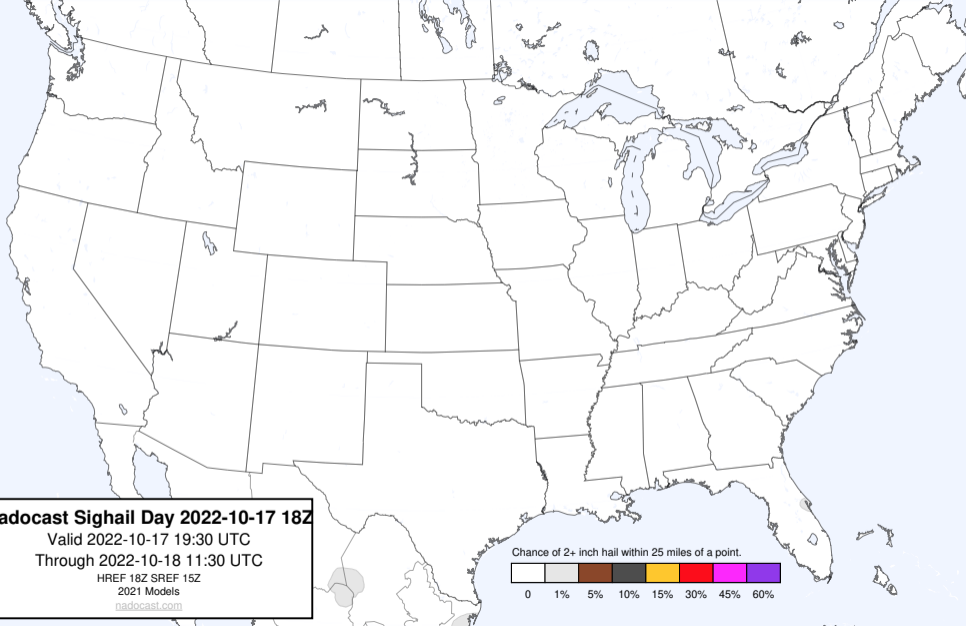 adocast Sighail Day 2022-10-17 18Z
Valid 2022-10-17 19:30 UTC
Through 2022-10-18 11:30 UTC
HREF 18Z SREF 15Z
2021 Models
nadocast.com
Chance of 2+ inch hail within 25 miles of a point.
0 1% 5% 10% 15% 30% 45% 60%